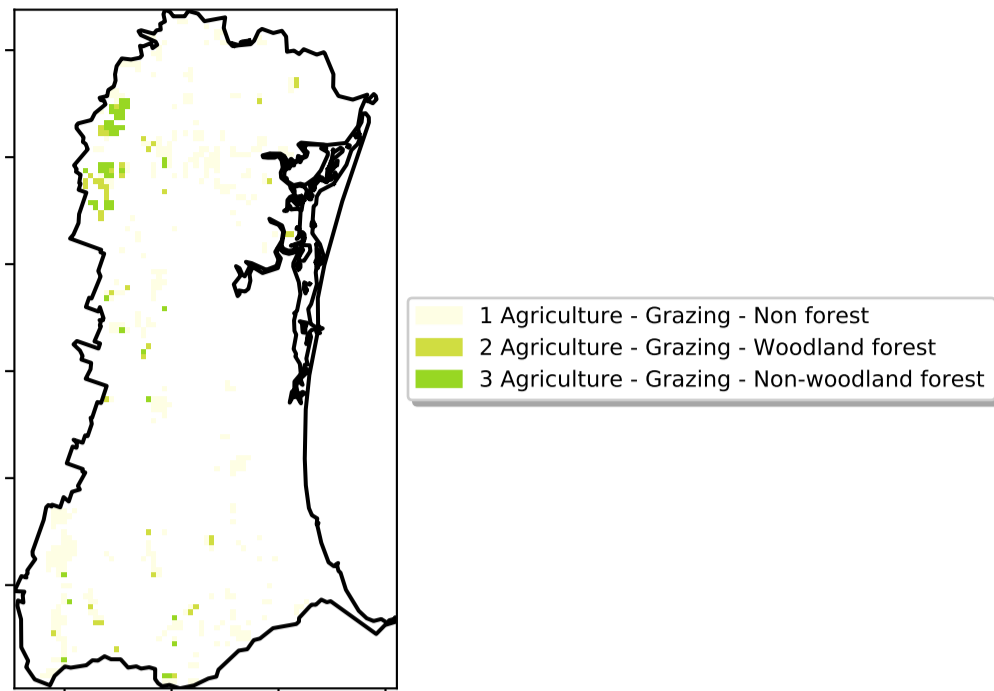 1 Agriculture - Grazing - Non forest
2 Agriculture - Grazing - Woodland forest
3 Agriculture - Grazing - Non-woodland forest